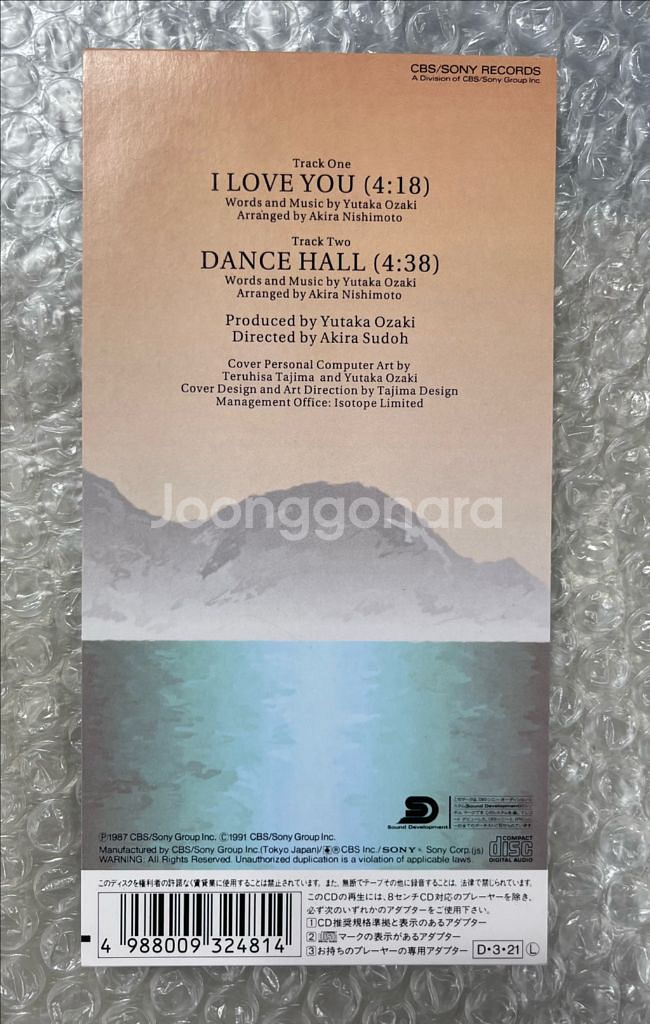 CBS/SONY RECORDS
A Division of CBS/Sony Group Inc.
Track One
I LOVE YOU (4:18)
Words and Music by Yutaka Ozaki
Arranged by Akira Nishimoto
Track Two
DANCE HALL (4:38)
Words and Music by Yutaka Ozaki
Arranged by Akira Nishimoto
Produced by Yutaka Ozaki
Directed by Akira Sudoh
Cover Personal Computer Art by
Teruhisa Tajima and Yutaka Ozaki
Cover Design and Art Direction by Tajima Design
Management Office: Isotope Limited
Joonggonara
SD
Sound Development
Ⓟ1987 CBS/Sony Group Inc. Ⓒ1991 CBS/Sony Group Inc.
Manufactured by CBS/Sony Group Inc.(Tokyo Japan)/ ® CBS Inc./SONY® Sony Corp.(js)
WARNING: All Rights Reserved. Unauthorized duplication is a violation of applicable laws.
COMPACT
disc
DIGITAL AUDIO
このディスクを権利者の許諾なく賃貸業に使用することは禁止されています。また、無断でテープその他に録音することは、法律で禁じられています。
このCDの再生には、8センチCD対応のプレーヤーを除き、
必ず次のいずれかのアダプターをご使用下さい。
1 CD推奨規格準拠と表示のあるアダプター
2 マークの表示があるアダプター
3 お持ちのプレーヤーの専用アダプター
4 988009 324814
D・3・21 Ⓛ